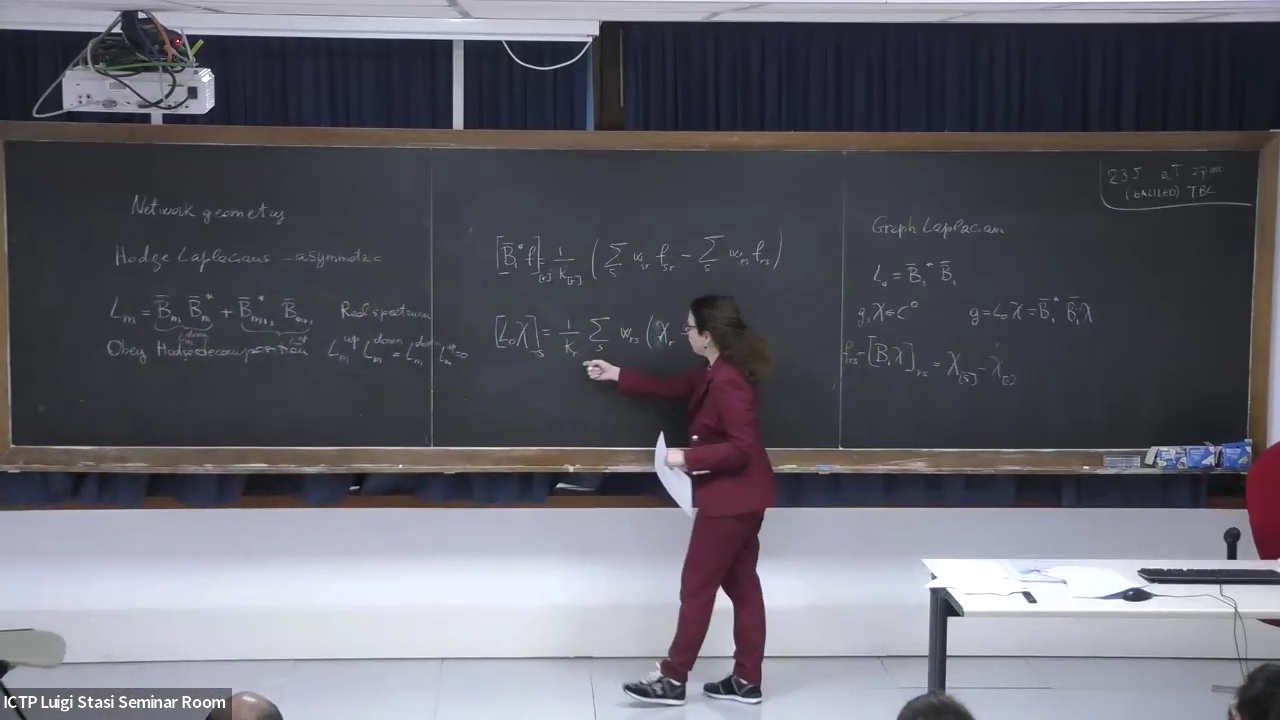 Network geometry
Hodge Laplacians - asymmetric
L_m = B̄_m B̄_m^* + B̄_{m+1}^* B̄_{m+1} Real spectrum
Obey Hodge decomposition L_m^up L_m^down = L_m^down L_m^up = 0
[B̄_1^* f]_[r] = 1/K_[r] ( Σ_s w_sr f_sr - Σ_s w_rs f_rs )
[L_0 χ] = 1/K_r Σ_s w_rs ( χ_r -
235 at
(GALILEO) TBC
Graph Laplacian
L_0 = B̄_1^* B̄_1
g, χ ∈ C^0 g = L_0 χ = B̄_1^* B̄_1 χ
f_rs = [B̄_1 χ]_rs = χ_[s] - χ_[r]
ICTP Luigi Stasi Seminar Room